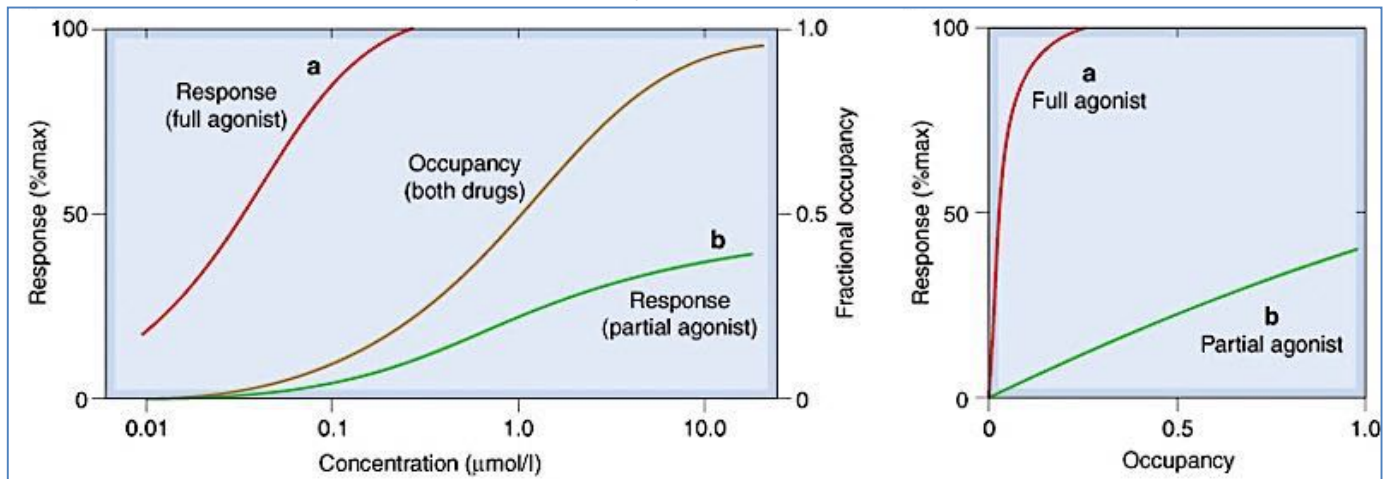 100
50
0
Response (%max)
a
Response
(full agonist)
Occupancy
(both drugs)
b
Response
(partial agonist)
1.0
0.5
0
Fractional occupancy
0.01
0.1
1.0
10.0
Concentration (μmol/l)
100
50
0
Response (%max)
a
Full agonist
b
Partial agonist
0
0.5
1.0
Occupancy